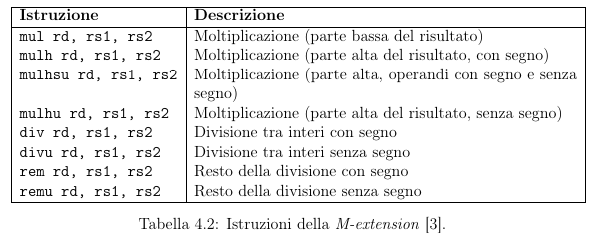 Istruzione Descrizione
mul rd, rs1, rs2 Moltiplicazione (parte bassa del risultato)
mulh rd, rs1, rs2 Moltiplicazione (parte alta del risultato, con segno)
mulhsu rd, rs1, rs2 Moltiplicazione (parte alta, operandi con segno e senza
segno)
mulhu rd, rs1, rs2 Moltiplicazione (parte alta del risultato, senza segno)
div rd, rs1, rs2 Divisione tra interi con segno
divu rd, rs1, rs2 Divisione tra interi senza segno
rem rd, rs1, rs2 Resto della divisione con segno
remu rd, rs1, rs2 Resto della divisione senza segno
Tabella 4.2: Istruzioni della M-extension [3].